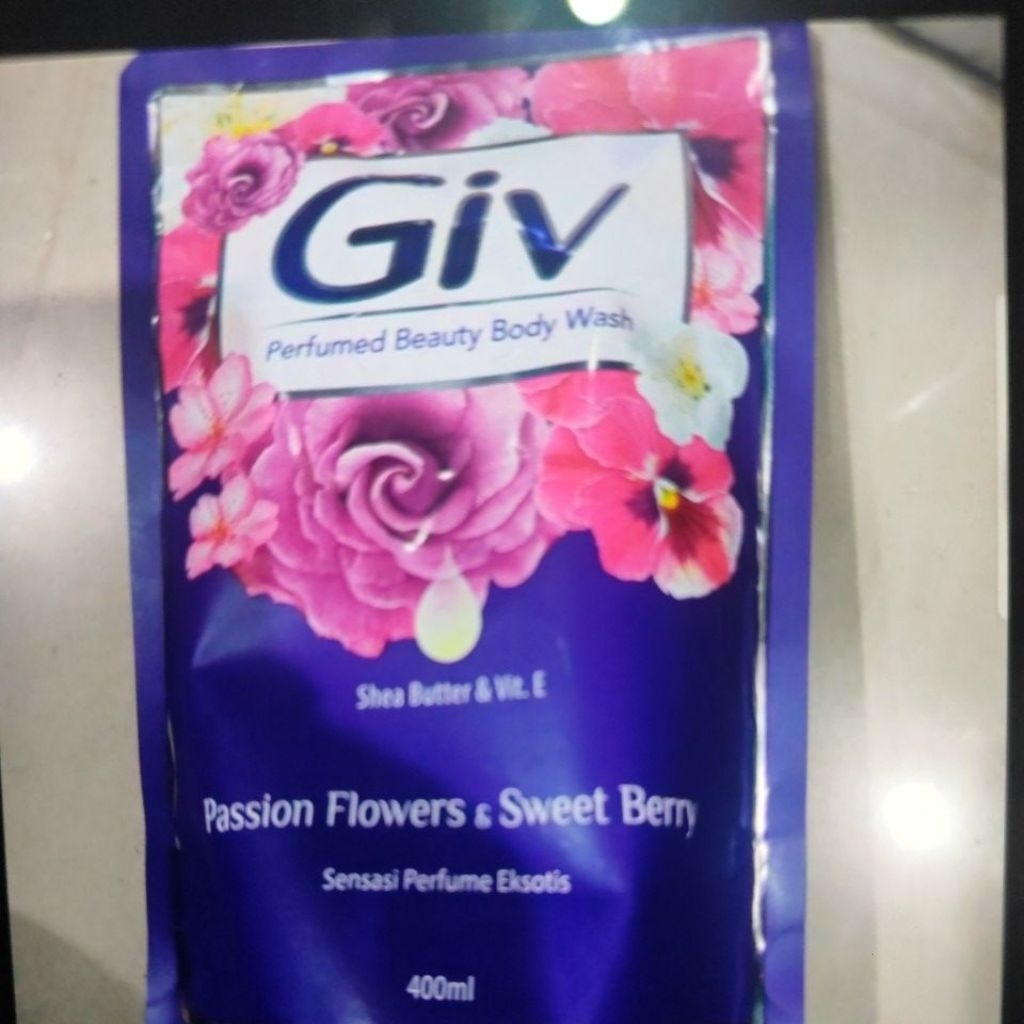 Giv
Perfumed Beauty Body Wash
Shea Butter & Vit. E
Passion Flowers & Sweet Berry
Sensasi Perfume Eksotis
400ml